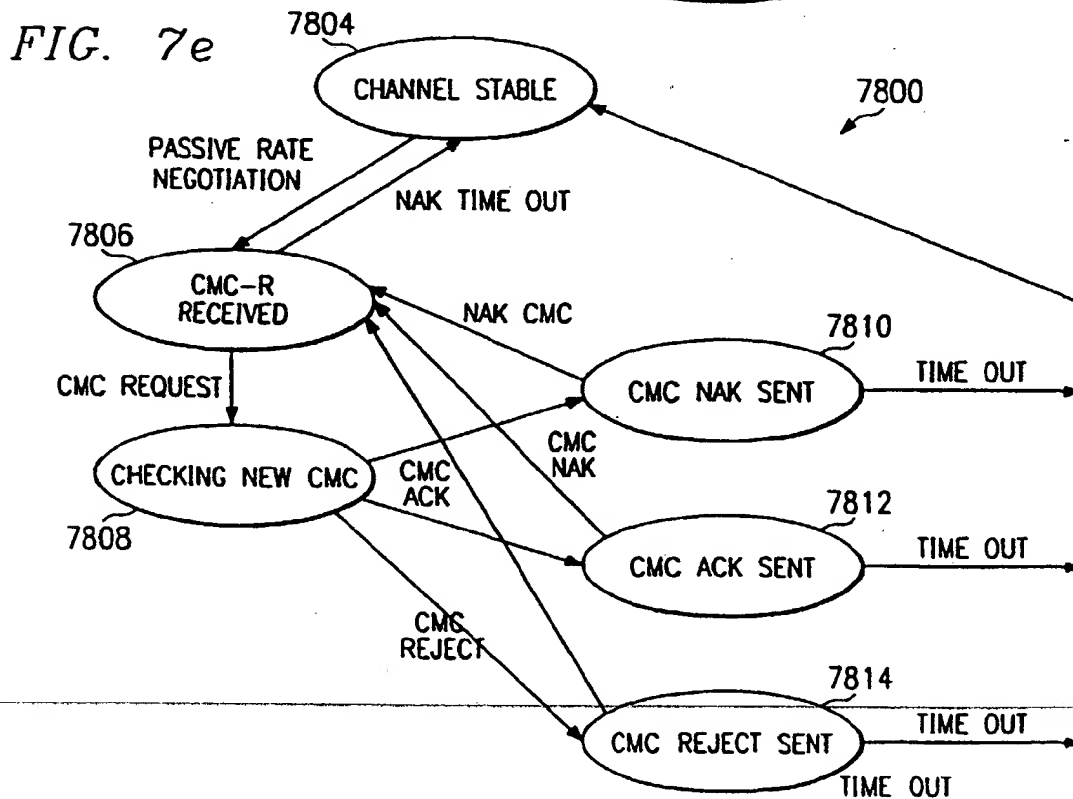 FIG. 7e
7804
CHANNEL STABLE
7800
PASSIVE RATE
NEGOTIATION
NAK TIME OUT
7806
CMC-R
RECEIVED
NAK CMC
7810
CMC REQUEST
CMC NAK SENT
TIME OUT
CHECKING NEW CMC
CMC
ACK
CMC
NAK
7808
7812
CMC ACK SENT
TIME OUT
CMC
REJECT
7814
CMC REJECT SENT
TIME OUT
TIME OUT